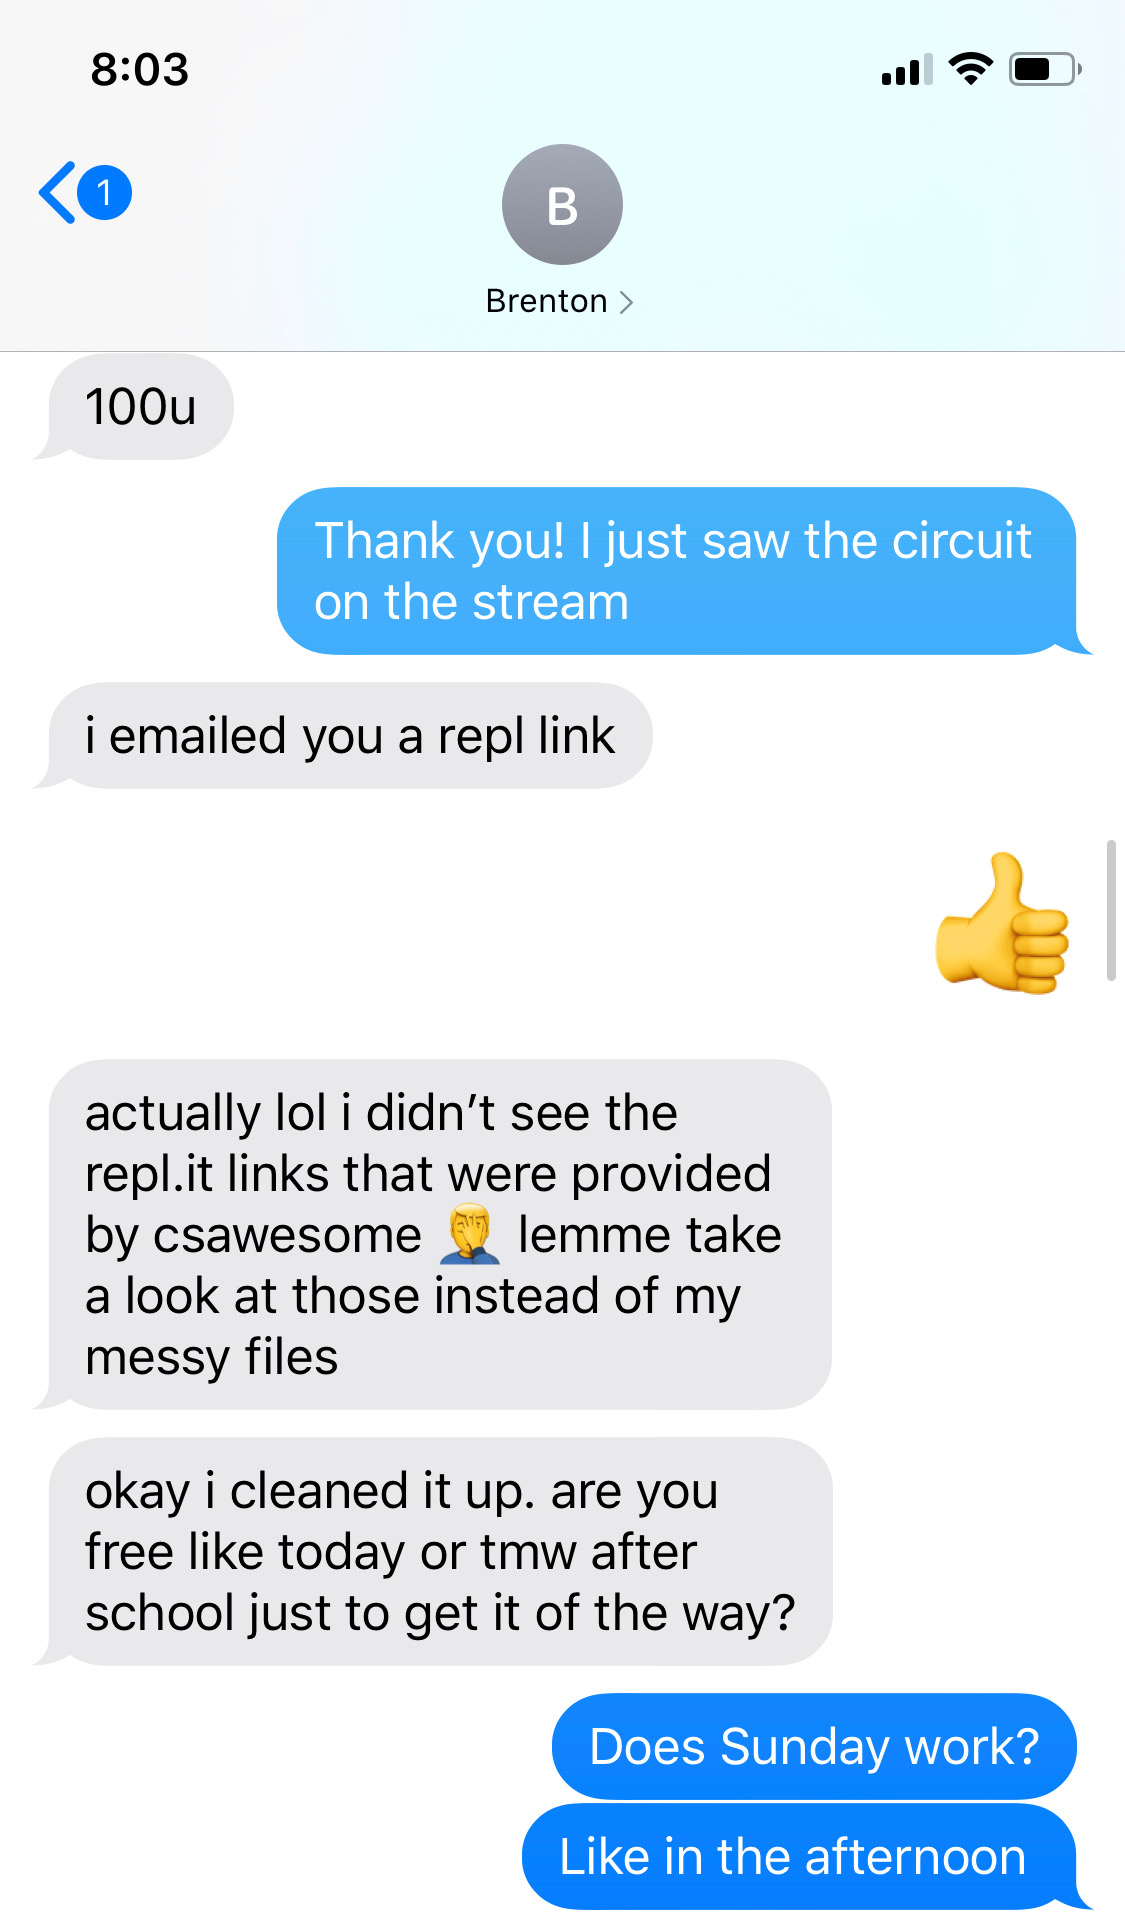 8:03
1
B
Brenton
100u
Thank you! I just saw the circuit
on the stream
i emailed you a repl link
👍
actually lol i didn’t see the
repl.it links that were provided
by csawesome 🤦‍♂️ lemme take
a look at those instead of my
messy files
okay i cleaned it up. are you
free like today or tmw after
school just to get it of the way?
Does Sunday work?
Like in the afternoon